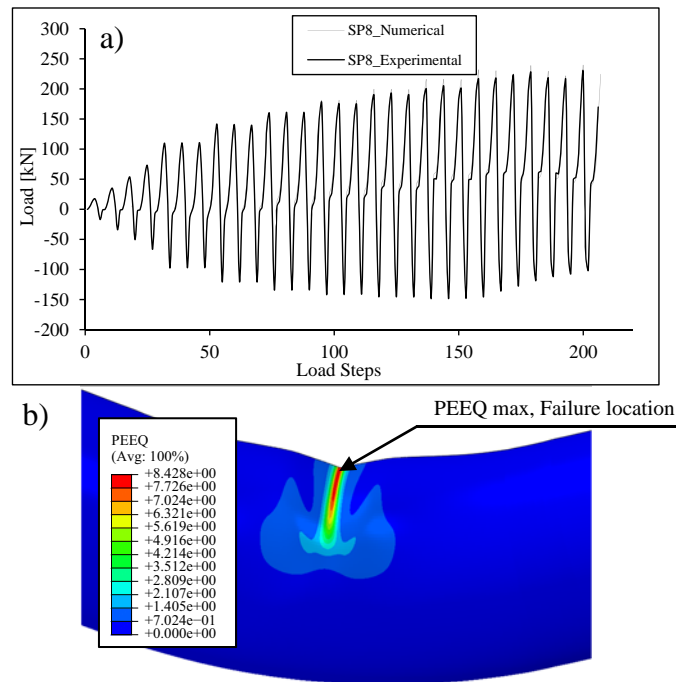 a)
SP8_Numerical
SP8_Experimental
300
250
200
150
100
50
0
-50
-100
-150
-200
Load [kN]
0 50 100 150 200
Load Steps
b)
PEEQ max, Failure location
PEEQ
(Avg: 100%)
+8.428e+00
+7.726e+00
+7.024e+00
+6.321e+00
+5.619e+00
+4.916e+00
+4.214e+00
+3.512e+00
+2.809e+00
+2.107e+00
+1.405e+00
+7.024e−01
+0.000e+00